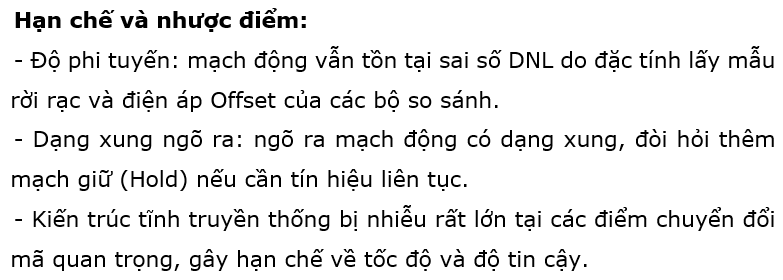 Hạn chế và nhược điểm:
- Độ phi tuyến: mạch động vẫn tồn tại sai số DNL do đặc tính lấy mẫu
rời rạc và điện áp Offset của các bộ so sánh.
- Dạng xung ngõ ra: ngõ ra mạch động có dạng xung, đòi hỏi thêm
mạch giữ (Hold) nếu cần tín hiệu liên tục.
- Kiến trúc tĩnh truyền thống bị nhiễu rất lớn tại các điểm chuyển đổi
mã quan trọng, gây hạn chế về tốc độ và độ tin cậy.